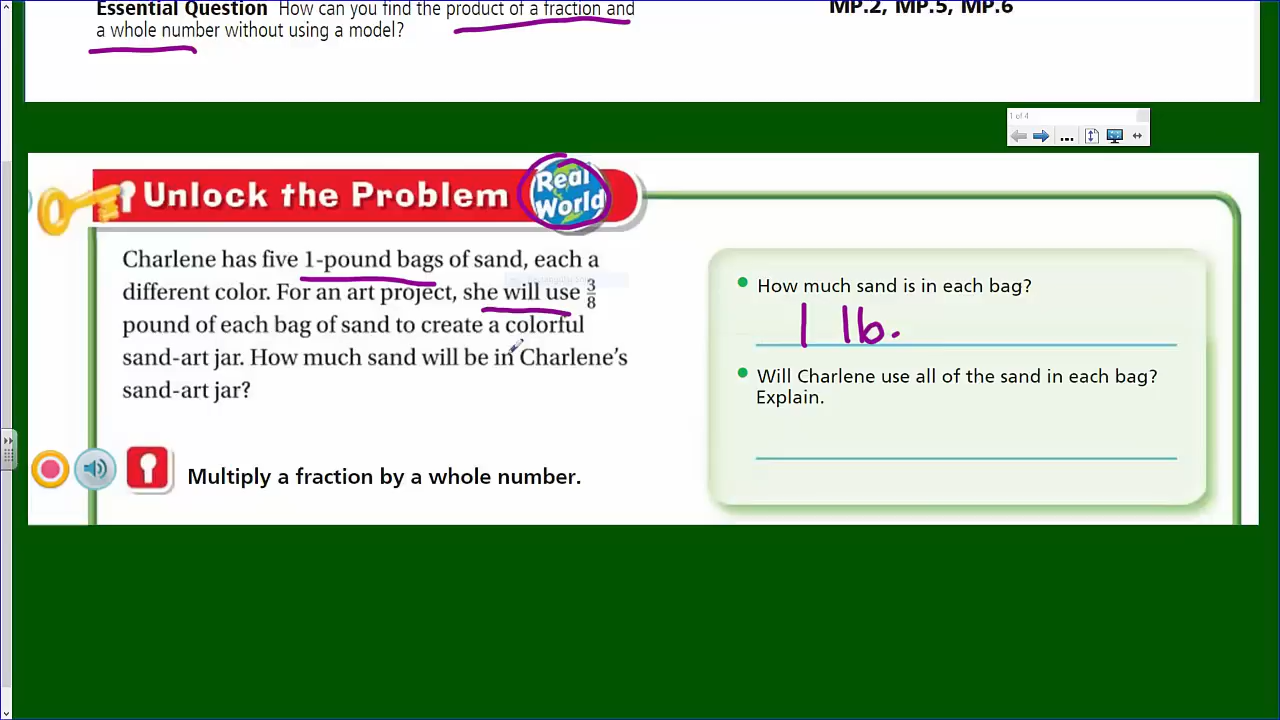 Essential Question How can you find the product of a fraction and
a whole number without using a model?
MP.2, MP.5, MP.6
1 of 4
Unlock the Problem Real World
Charlene has five 1-pound bags of sand, each a
different color. For an art project, she will use 3/8
pound of each bag of sand to create a colorful
sand-art jar. How much sand will be in Charlene's
sand-art jar?
Multiply a fraction by a whole number.
How much sand is in each bag?
1 lb.
Will Charlene use all of the sand in each bag?
Explain.